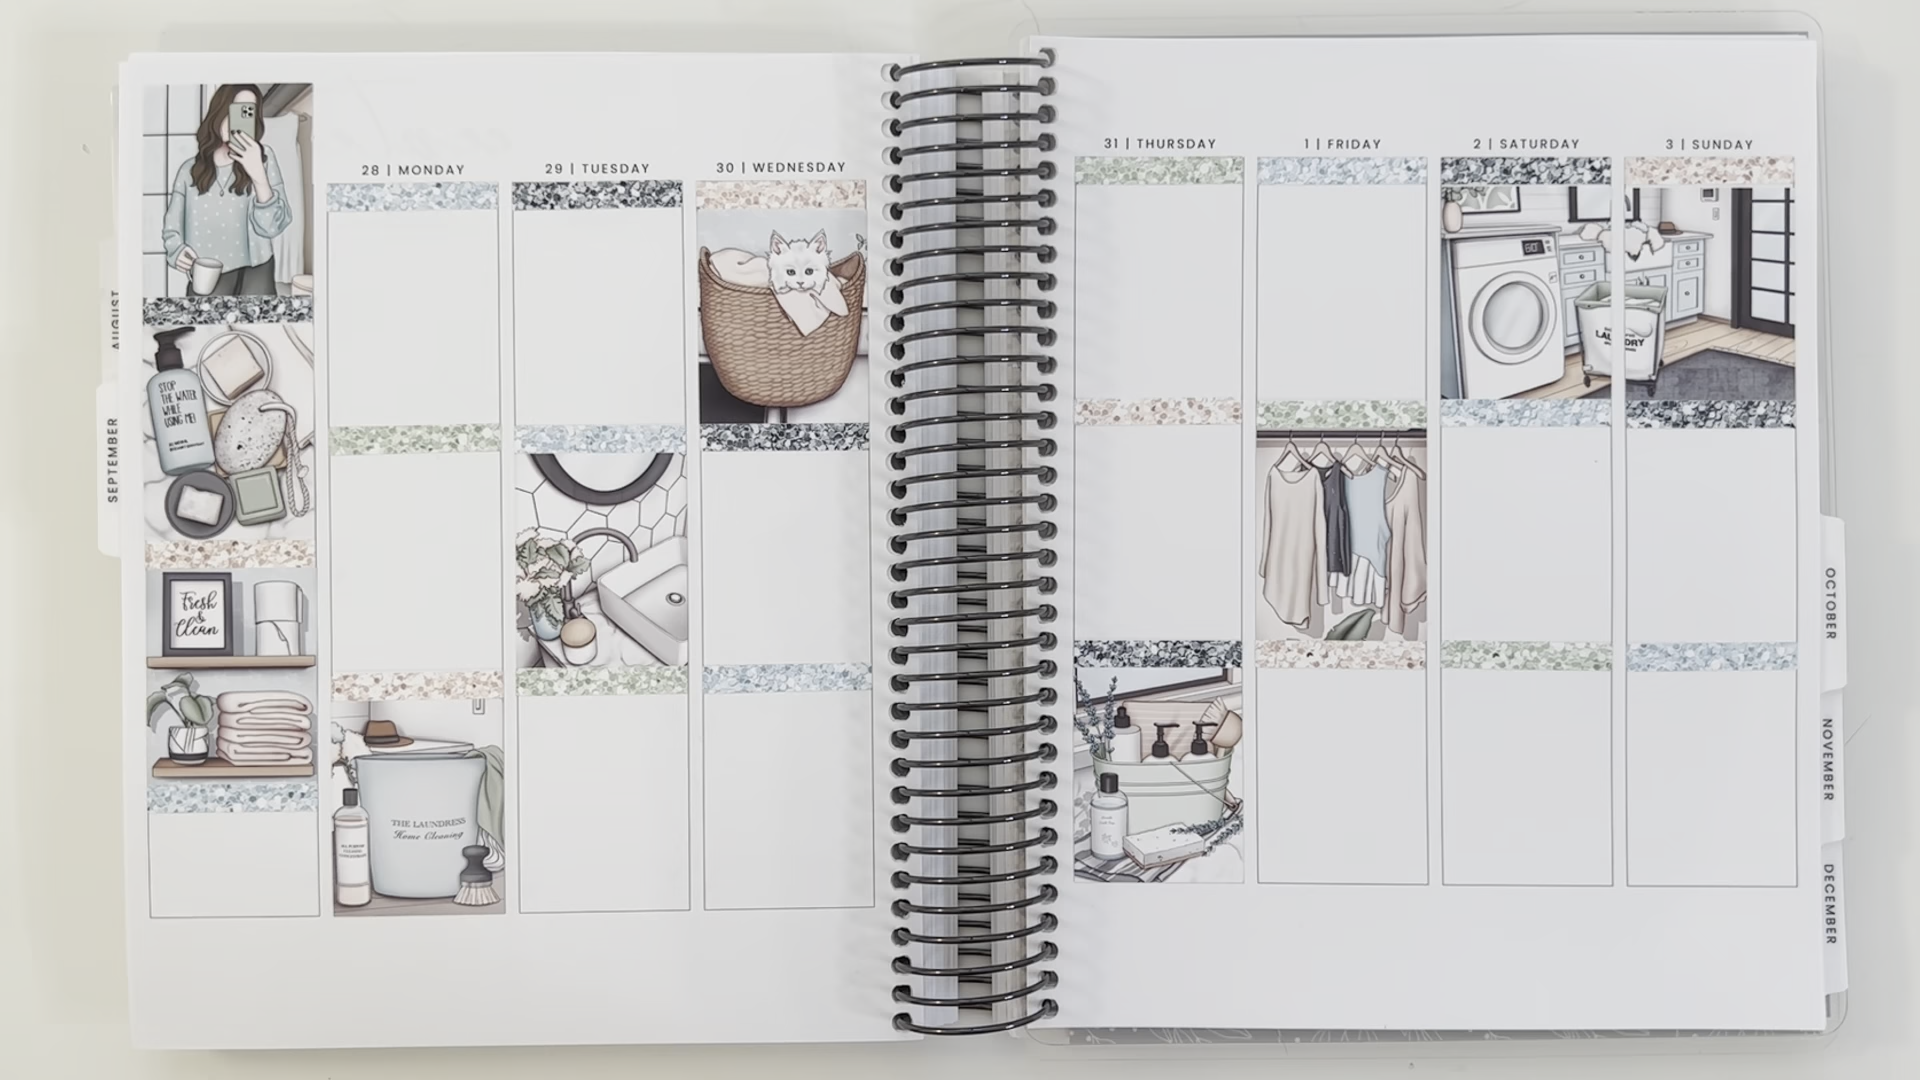 28 | MONDAY
29 | TUESDAY
30 | WEDNESDAY
31 | THURSDAY
1 | FRIDAY
2 | SATURDAY
3 | SUNDAY
AUGUST
SEPTEMBER
STOP
THE WATER
WHILE
USING ME!
Fresh
&
Clean
THE LAUNDRESS
Home Cleaning
60
LAUNDRY
OCTOBER
NOVEMBER
DECEMBER